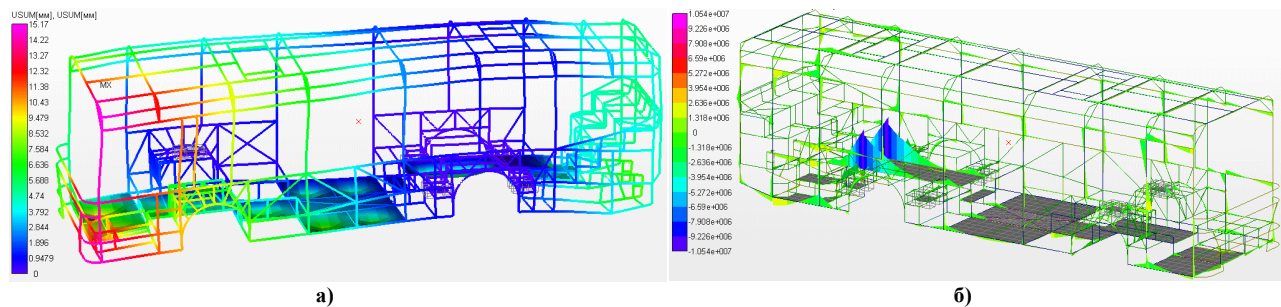 USUM[мм], USUM[мм]
15.17
14.22
13.27
12.32
11.38
10.43
9.479
8.532
7.584
6.636
5.688
4.74
3.792
2.844
1.896
0.9479
0
MX
а)
1.054e+007
9.226e+006
7.908e+006
6.59e+006
5.272e+006
3.954e+006
2.636e+006
1.318e+006
0
-1.318e+006
-2.636e+006
-3.954e+006
-5.272e+006
-6.59e+006
-7.908e+006
-9.226e+006
-1.054e+007
б)